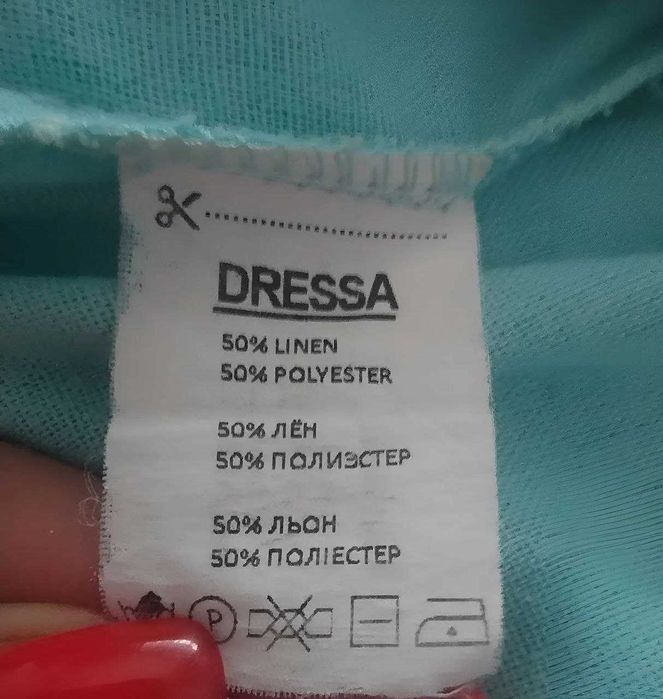 DRESSA
50% LINEN
50% POLYESTER
50% ЛЁН
50% ПОЛИЭСТЕР
50% ЛЬОН
50% ПОЛІЕСТЕР
P